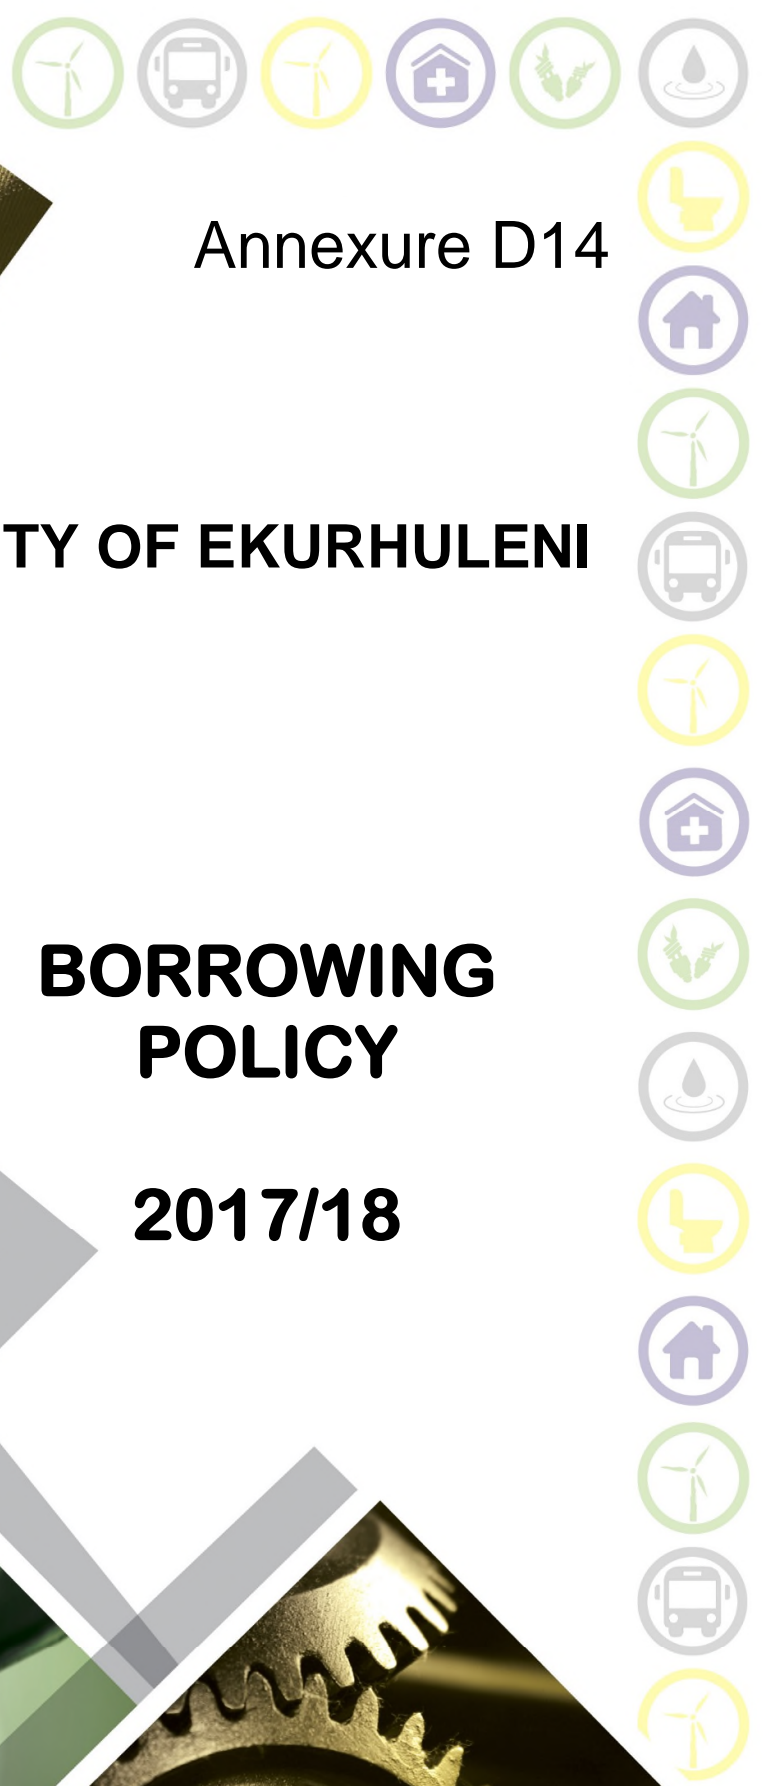 Annexure D14
TY OF EKURHULENI
BORROWING
POLICY
2017/18